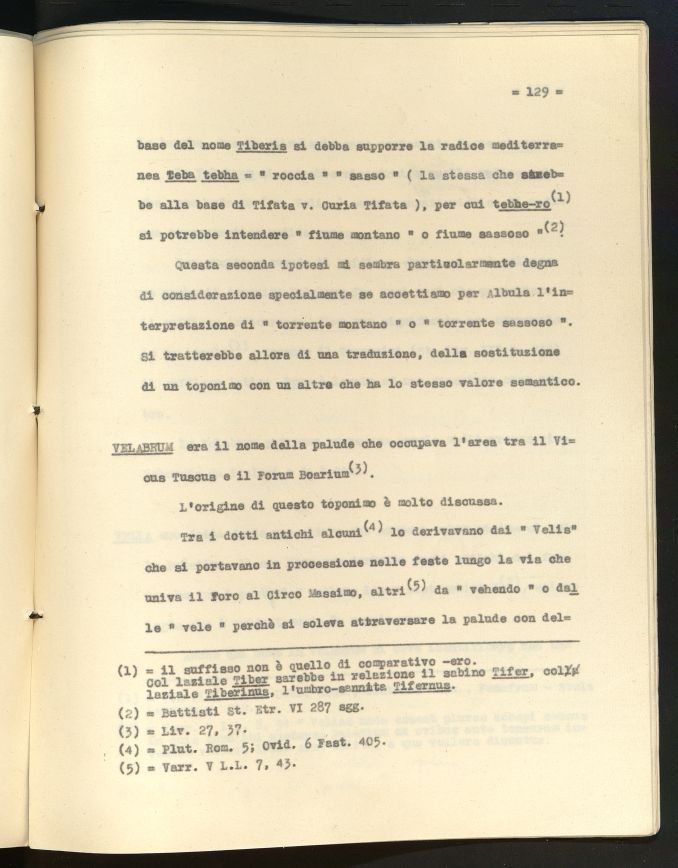 = 129 =
base del nome Tiberis si debba supporre la radice mediterra=
nea Teba tebha = " roccia " " sasso " ( la stessa che sareb=
be alla base di Tifata v. Curia Tifata ), per cui tebhe-ro(1)
si potrebbe intendere " fiume montano " o fiume sassoso "(2).
Questa seconda ipotesi mi sembra particolarmente degna
di considerazione specialmente se accettiamo per Albula l'in=
terpretazione di " torrente montano " o " torrente sassoso ".
Si tratterebbe allora di una traduzione, della sostituzione
di un toponimo con un altro che ha lo stesso valore semantico.
VELABRUM era il nome della palude che occupava l'area tra il Vi=
cus Tuscus e il Forum Boarium(3).
L'origine di questo toponimo è molto discussa.
Tra i dotti antichi alcuni(4) lo derivavano dai " Velis"
che si portavano in processione nelle feste lungo la via che
univa il Foro al Circo Massimo, altri(5) da " vehendo " o dal
le " vele " perchè si soleva attraversare la palude con del=
(1) = il suffisso non è quello di comparativo -ero.
Col laziale Tiber sarebbe in relazione il sabino Tifer, col
laziale Tiberinus, l'umbro-sannita Tifernus.
(2) = Battisti St. Etr. VI 287 sgg.
(3) = Liv. 27, 37.
(4) = Plut. Rom. 5; Ovid. 6 Fast. 405.
(5) = Varr. V L.L. 7, 43.